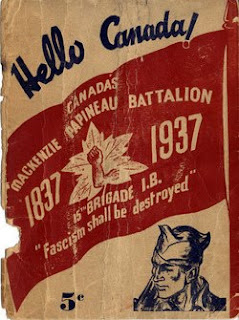 Hello Canada!
CANADA'S
MACKENZIE PAPINEAU BATTALION
1837 1937
15th BRIGADE I.B.
"Fascism shall be destroyed"
5¢